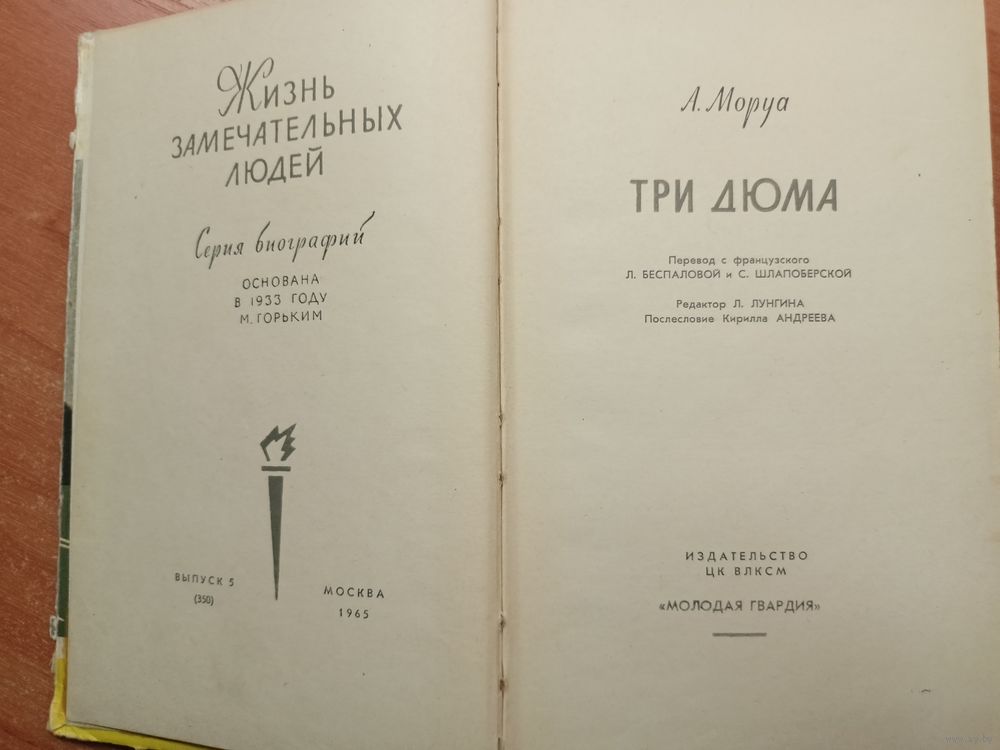 Жизнь
ЗАМЕЧАТЕЛЬНЫХ
ЛЮДЕЙ
Серия биографий
ОСНОВАНА
В 1933 ГОДУ
М. ГОРЬКИМ
ВЫПУСК 5
(350)
МОСКВА
1965
А. Моруа
ТРИ ДЮМА
Перевод с французского
Л. БЕСПАЛОВОЙ и С. ШЛАПОБЕРСКОЙ
Редактор Л. ЛУНГИНА
Послесловие Кирилла АНДРЕЕВА
ИЗДАТЕЛЬСТВО
ЦК ВЛКСМ
«МОЛОДАЯ ГВАРДИЯ»